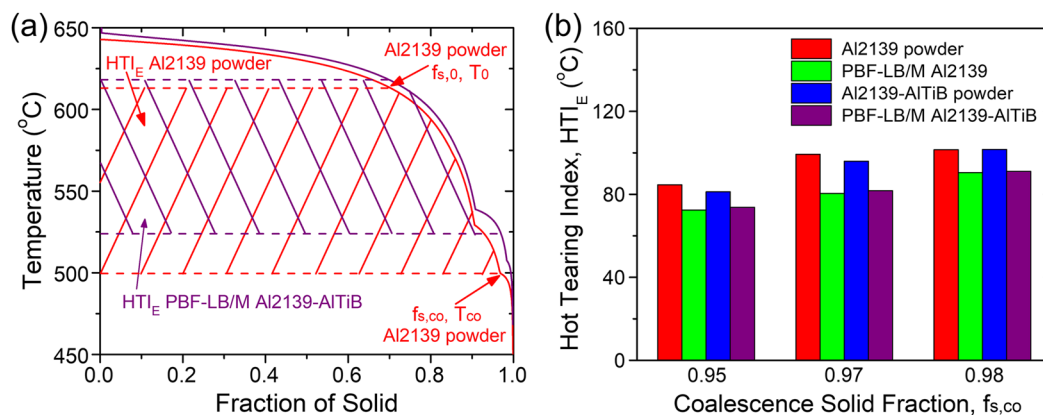 (a)
650
600
550
500
450
Temperature (°C)
HTI_E Al2139 powder
Al2139 powder
f_s,0, T_0
HTI_E PBF-LB/M Al2139-AlTiB
f_s,co, T_co
Al2139 powder
0.0 0.2 0.4 0.6 0.8 1.0
Fraction of Solid
(b)
160
120
80
40
0
Hot Tearing Index, HTI_E (°C)
Al2139 powder
PBF-LB/M Al2139
Al2139-AlTiB powder
PBF-LB/M Al2139-AlTiB
0.95 0.97 0.98
Coalescence Solid Fraction, f_s,co